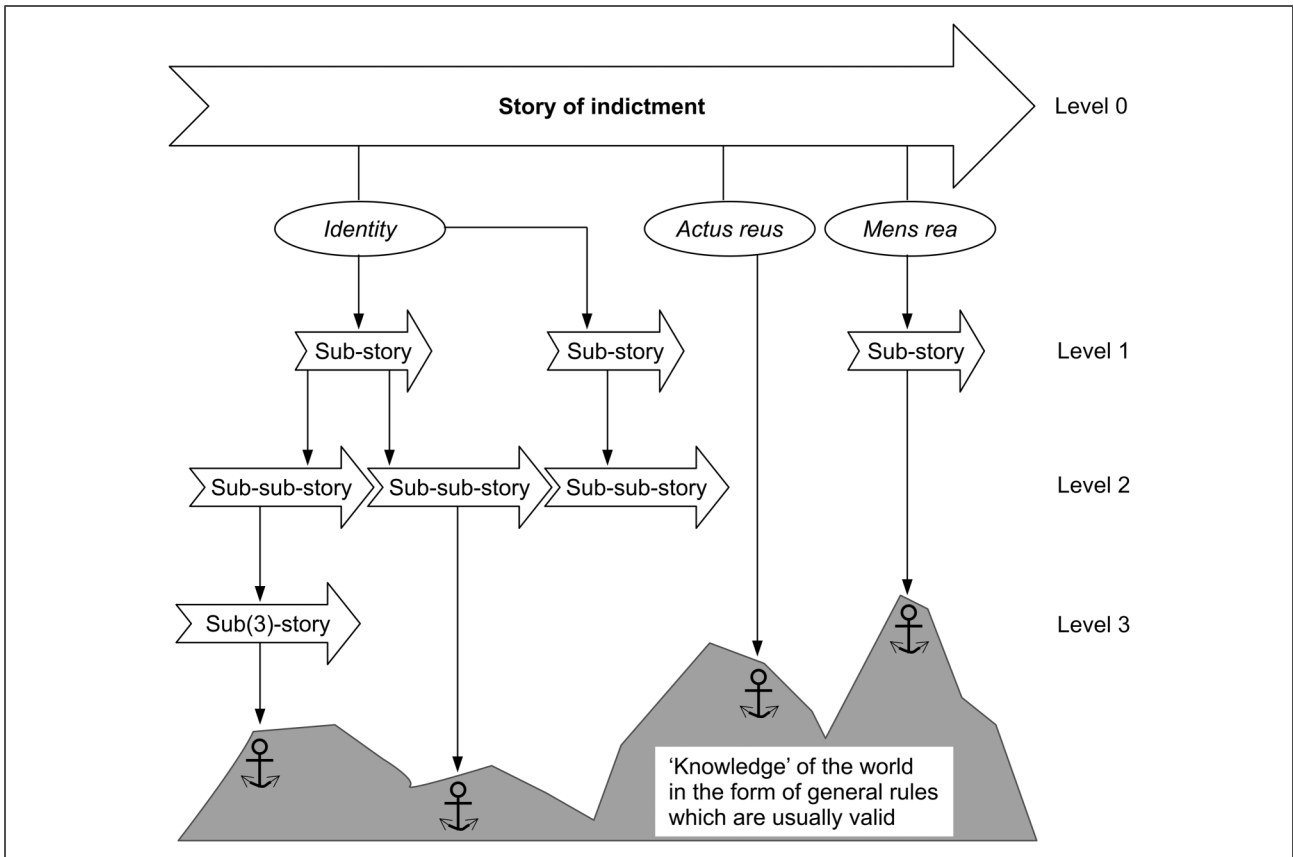 Story of indictment
Level 0
Identity
Actus reus
Mens rea
Sub-story
Sub-story
Sub-story
Level 1
Sub-sub-story
Sub-sub-story
Sub-sub-story
Level 2
Sub(3)-story
Level 3
‘Knowledge’ of the world
in the form of general rules
which are usually valid